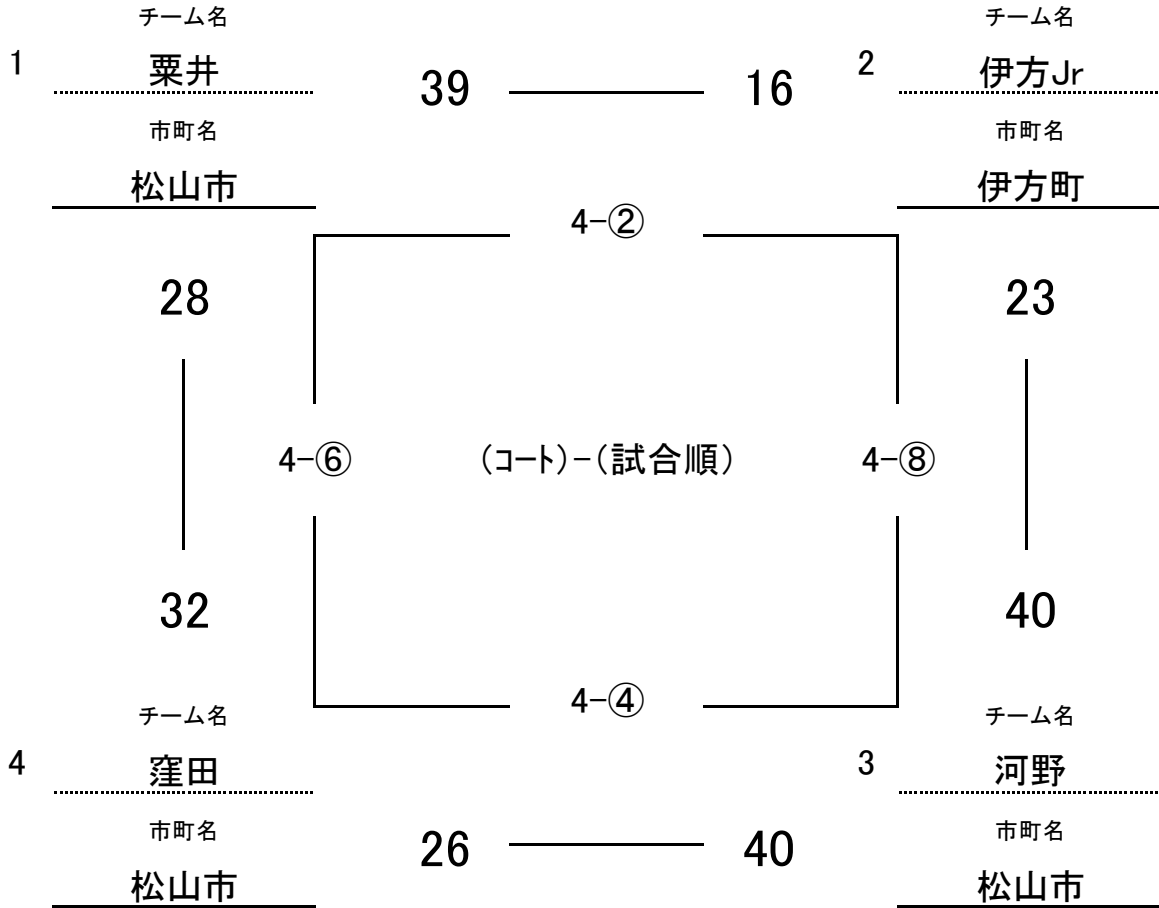 チーム名
チーム名
1
粟井
39
16
2
伊方Jr
市町名
市町名
松山市
伊方町
4-②
28
23
4-⑥
(コート)-(試合順)
4-⑧
32
40
4-④
チーム名
チーム名
4
窪田
3
河野
市町名
26
40
市町名
松山市
松山市